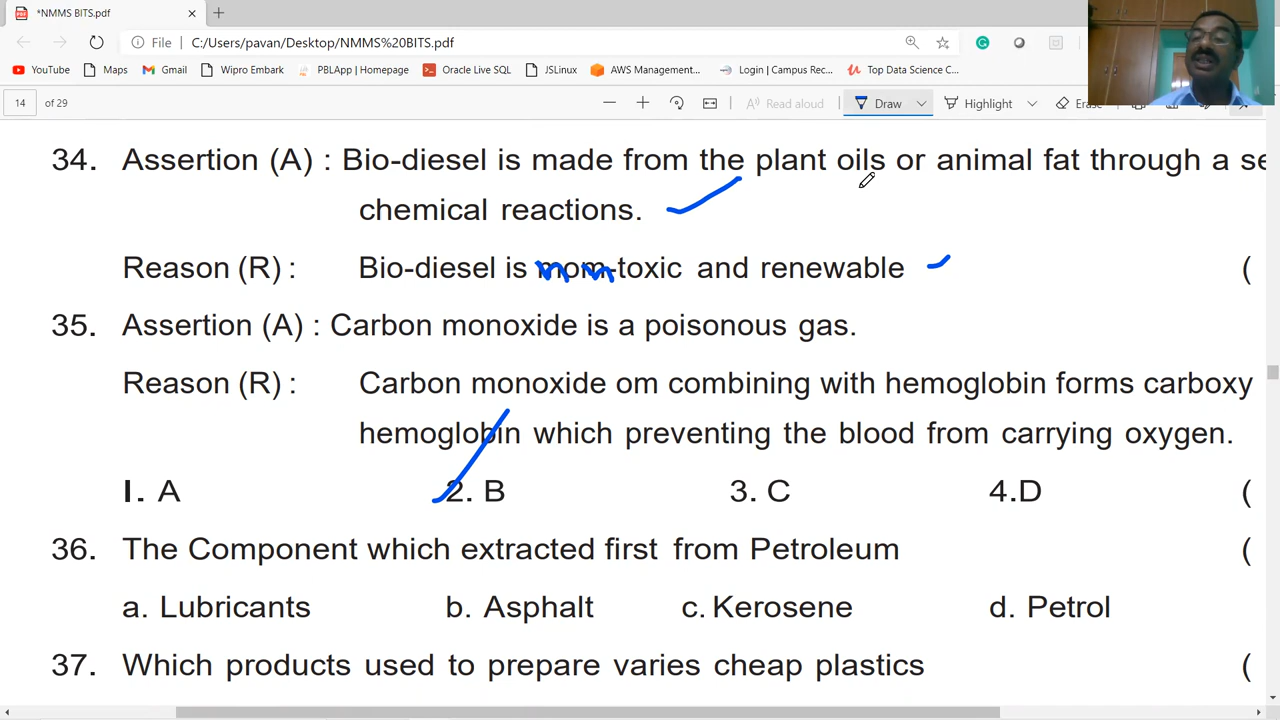 *NMMS BITS.pdf
File C:/Users/pavan/Desktop/NMMS%20BITS.pdf
YouTube Maps Gmail Wipro Embark PBLApp | Homepage Oracle Live SQL JSLinux AWS Management... Login | Campus Rec... Top Data Science C...
14 of 29 Read aloud Draw Highlight Erase
34. Assertion (A) : Bio-diesel is made from the plant oils or animal fat through a se
chemical reactions.
Reason (R) : Bio-diesel is mom-toxic and renewable (
35. Assertion (A) : Carbon monoxide is a poisonous gas.
Reason (R) : Carbon monoxide om combining with hemoglobin forms carboxy
hemoglobin which preventing the blood from carrying oxygen.
I. A 2. B 3. C 4.D (
36. The Component which extracted first from Petroleum (
a. Lubricants b. Asphalt c. Kerosene d. Petrol
37. Which products used to prepare varies cheap plastics (